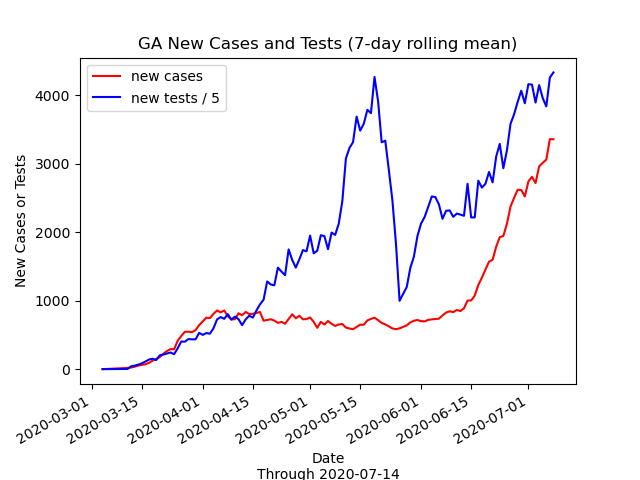 GA New Cases and Tests (7-day rolling mean)
new cases
new tests / 5
New Cases or Tests
4000
3000
2000
1000
0
2020-03-01
2020-03-15
2020-04-01
2020-04-15
2020-05-01
2020-05-15
2020-06-01
2020-06-15
2020-07-01
Date
Through 2020-07-14